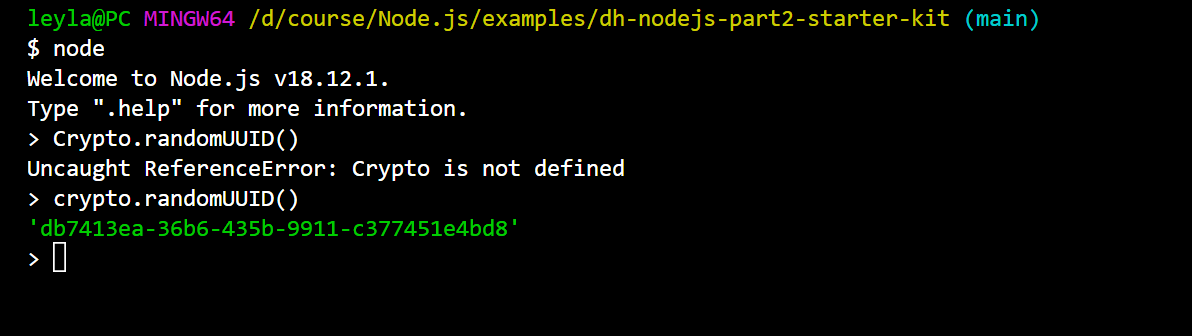 leyla@PC MINGW64 /d/course/Node.js/examples/dh-nodejs-part2-starter-kit (main)
$ node
Welcome to Node.js v18.12.1.
Type ".help" for more information.
> Crypto.randomUUID()
Uncaught ReferenceError: Crypto is not defined
> crypto.randomUUID()
'db7413ea-36b6-435b-9911-c377451e4bd8'
>